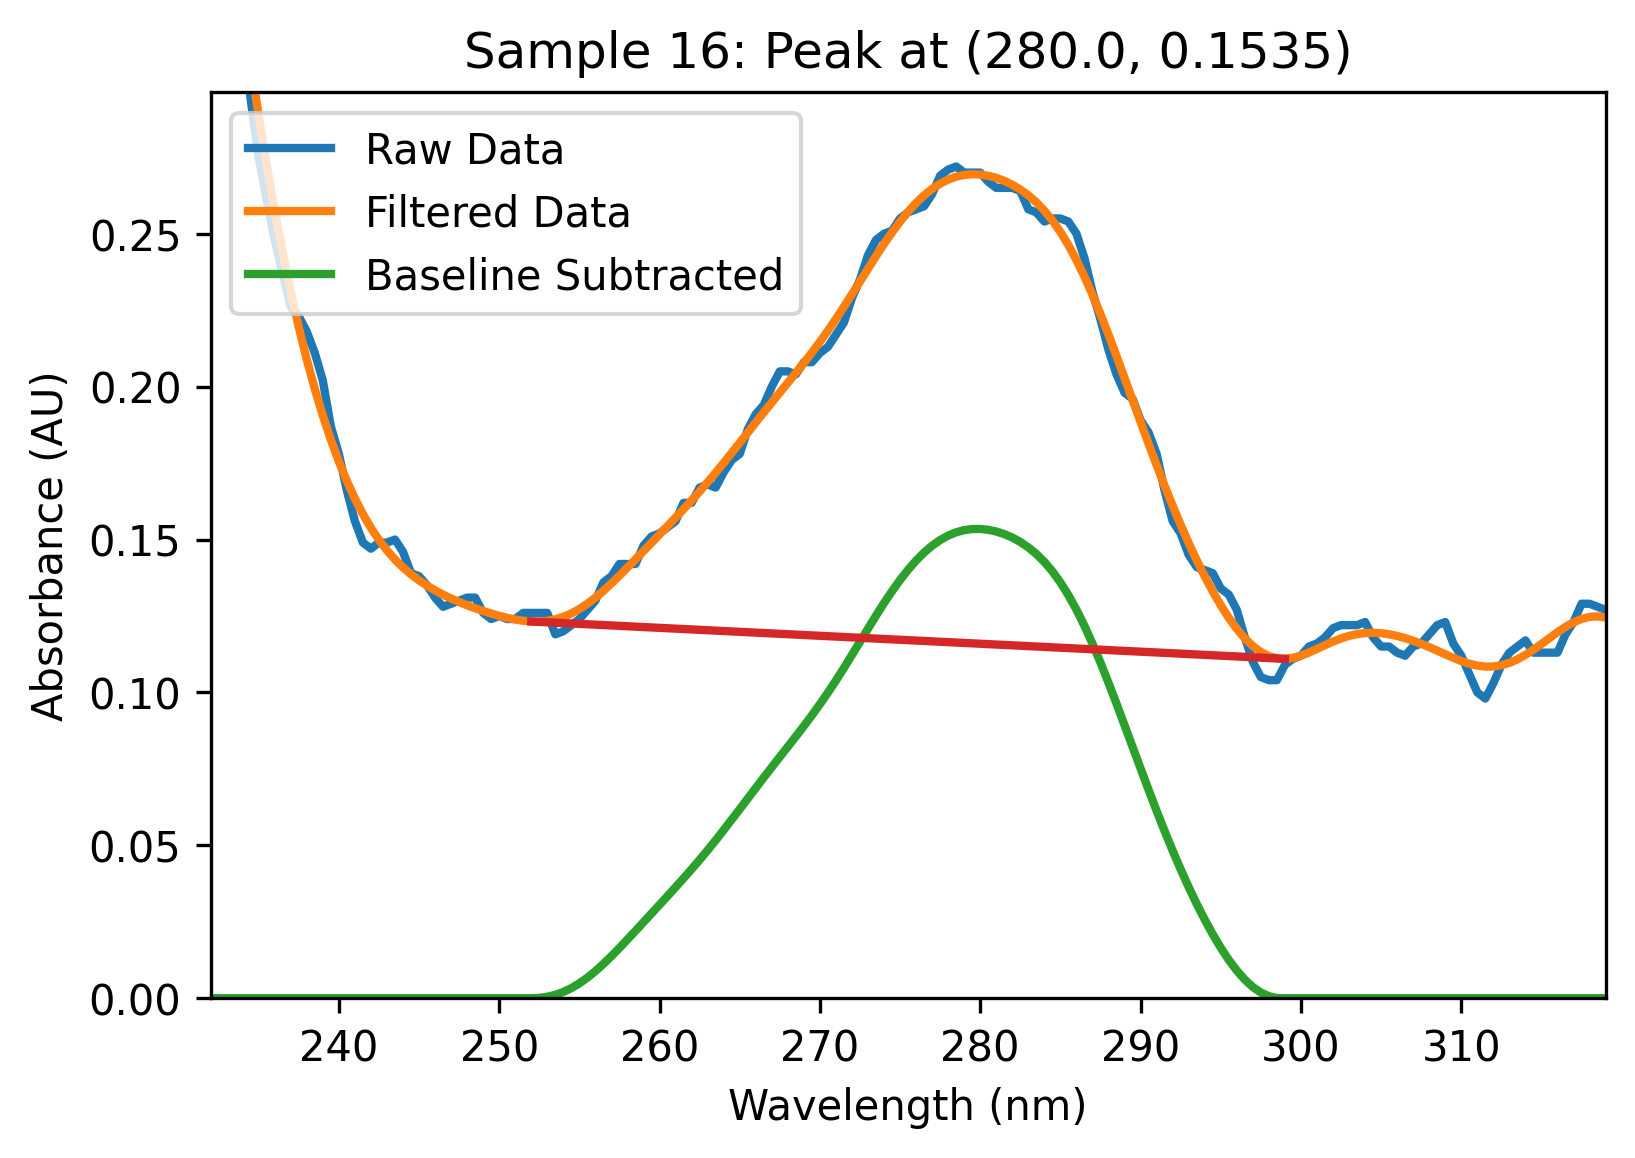 Sample 16: Peak at (280.0, 0.1535)
Raw Data
Filtered Data
Baseline Subtracted
Absorbance (AU)
0.25
0.20
0.15
0.10
0.05
0.00
240 250 260 270 280 290 300 310
Wavelength (nm)